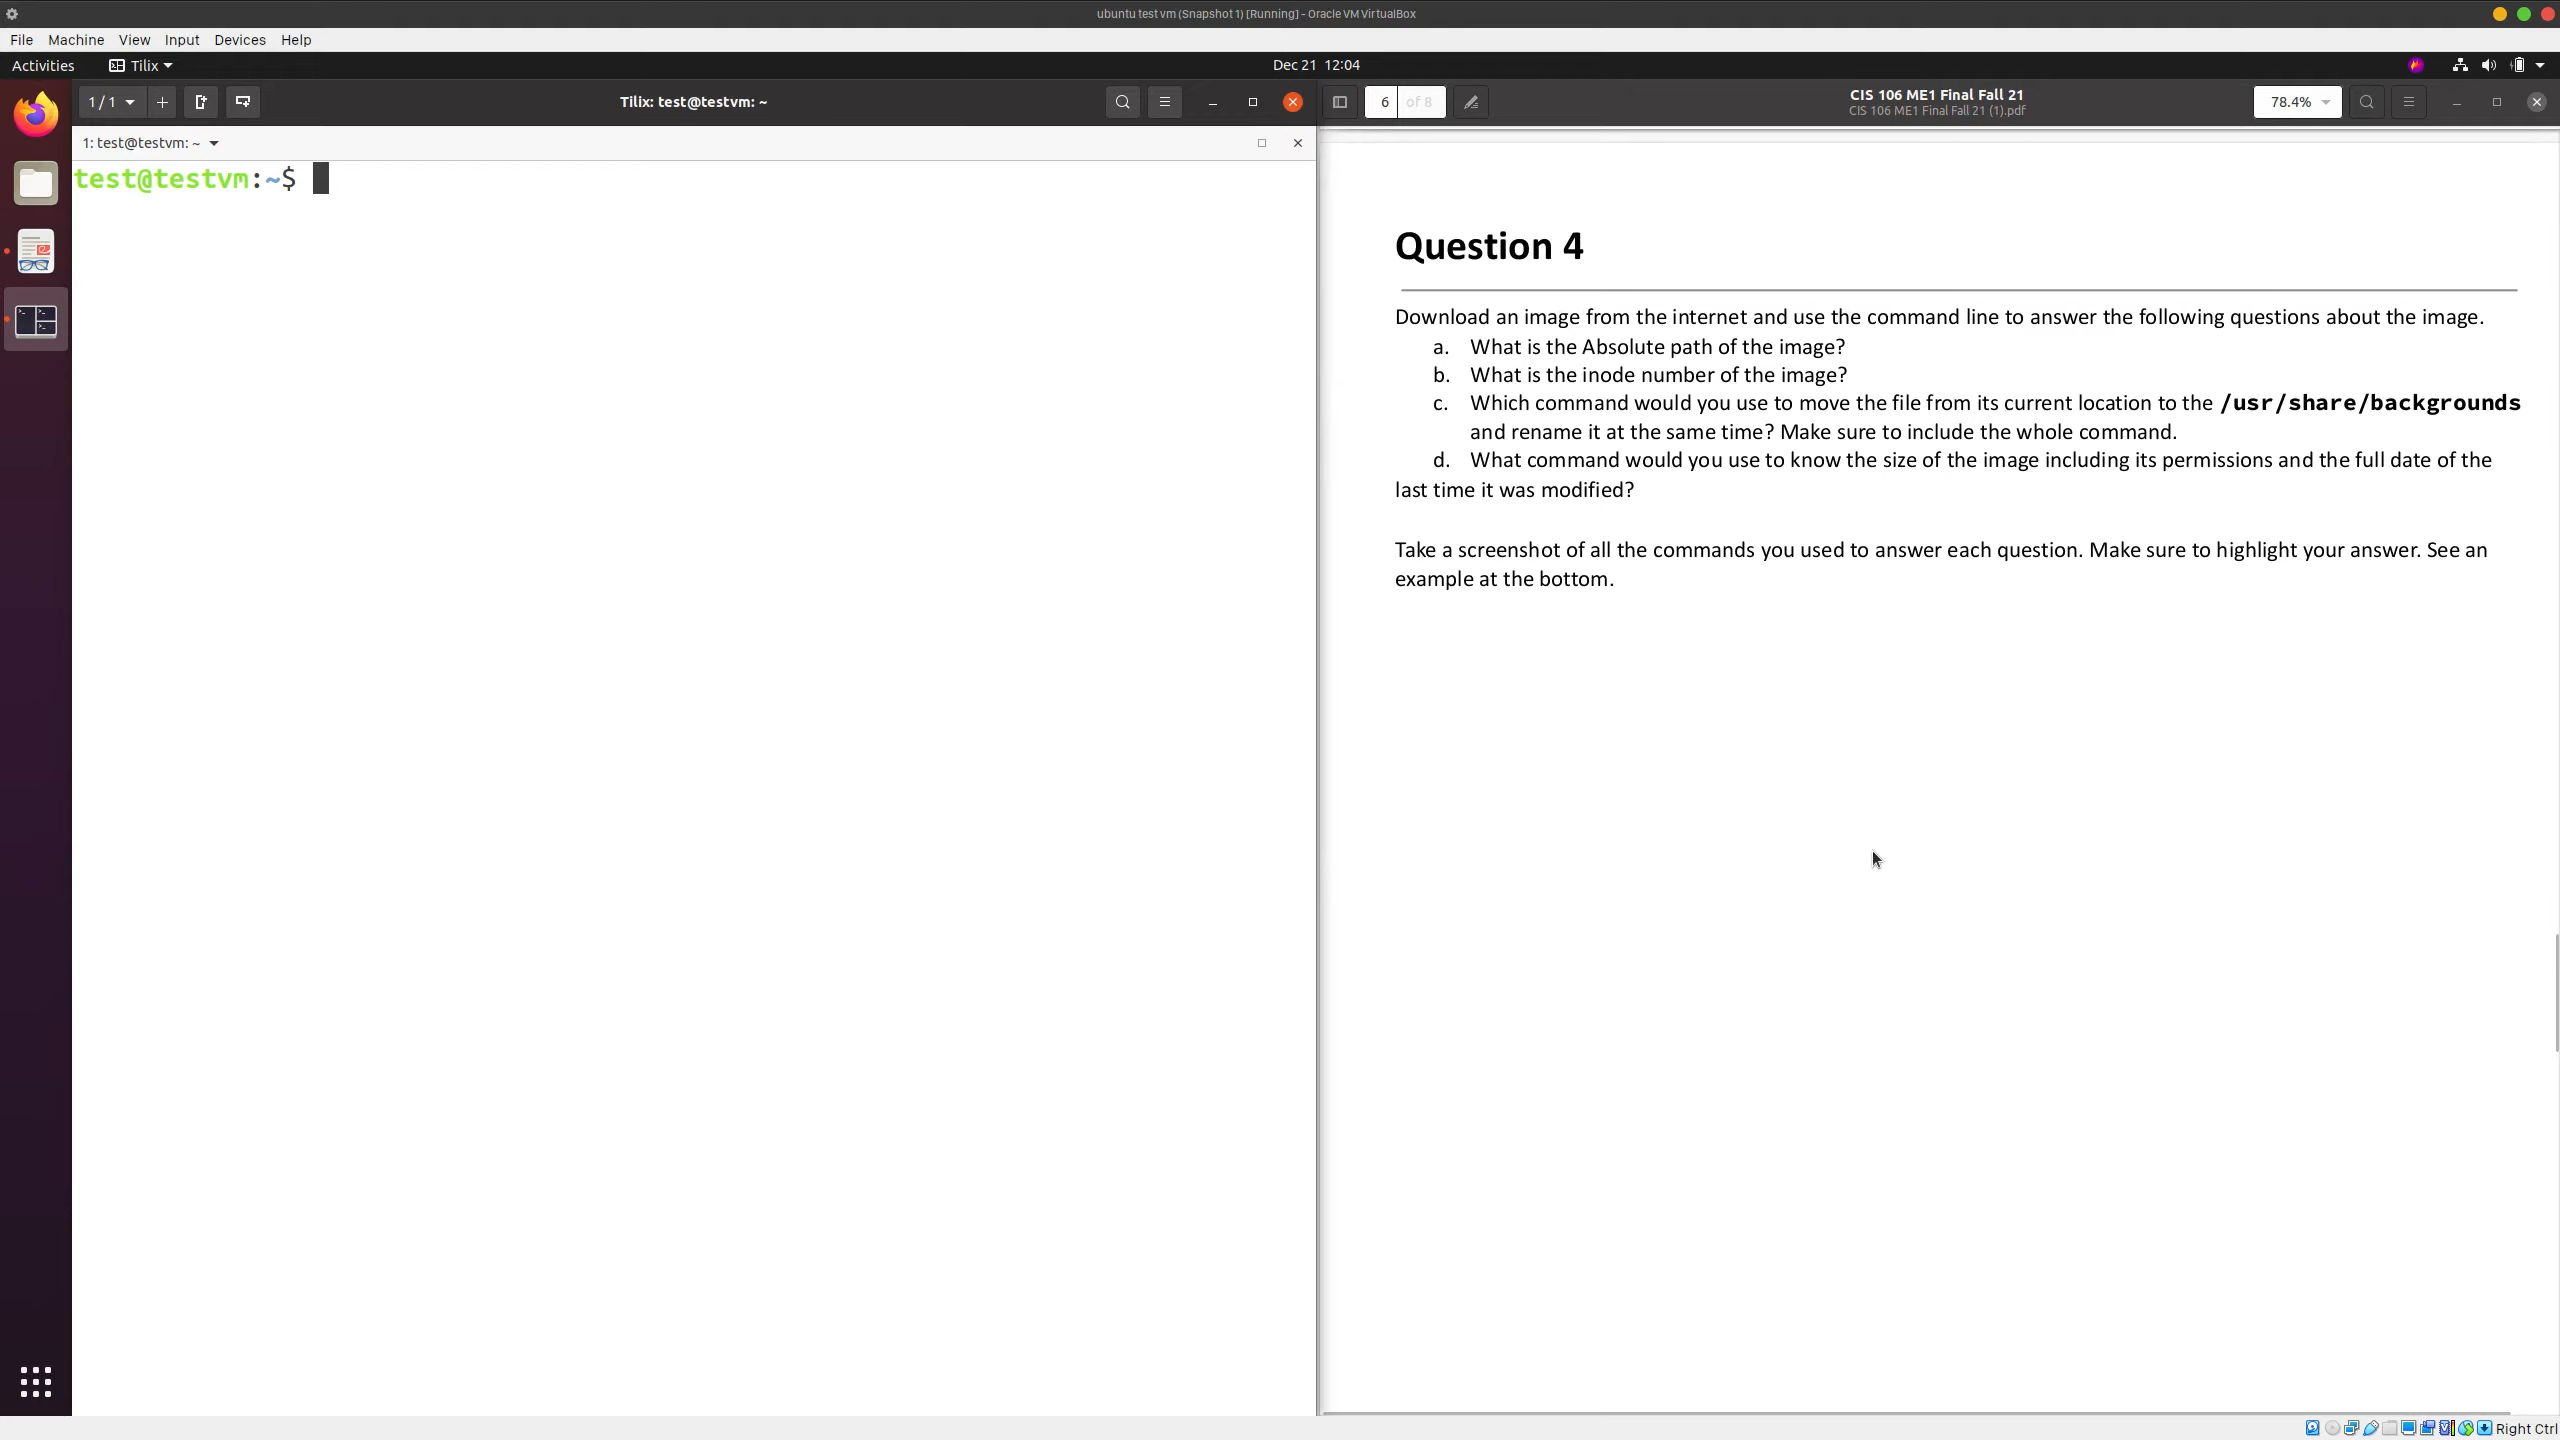 ubuntu test vm (Snapshot 1) [Running] - Oracle VM VirtualBox
File Machine View Input Devices Help
Activities Tilix Dec 21 12:04
1 / 1 Tilix: test@testvm: ~
6 of 8 CIS 106 ME1 Final Fall 21 78.4%
CIS 106 ME1 Final Fall 21 (1).pdf
1: test@testvm: ~
test@testvm:~$
Question 4
Download an image from the internet and use the command line to answer the following questions about the image.
a. What is the Absolute path of the image?
b. What is the inode number of the image?
c. Which command would you use to move the file from its current location to the /usr/share/backgrounds
and rename it at the same time? Make sure to include the whole command.
d. What command would you use to know the size of the image including its permissions and the full date of the
last time it was modified?
Take a screenshot of all the commands you used to answer each question. Make sure to highlight your answer. See an
example at the bottom.
Right Ctrl